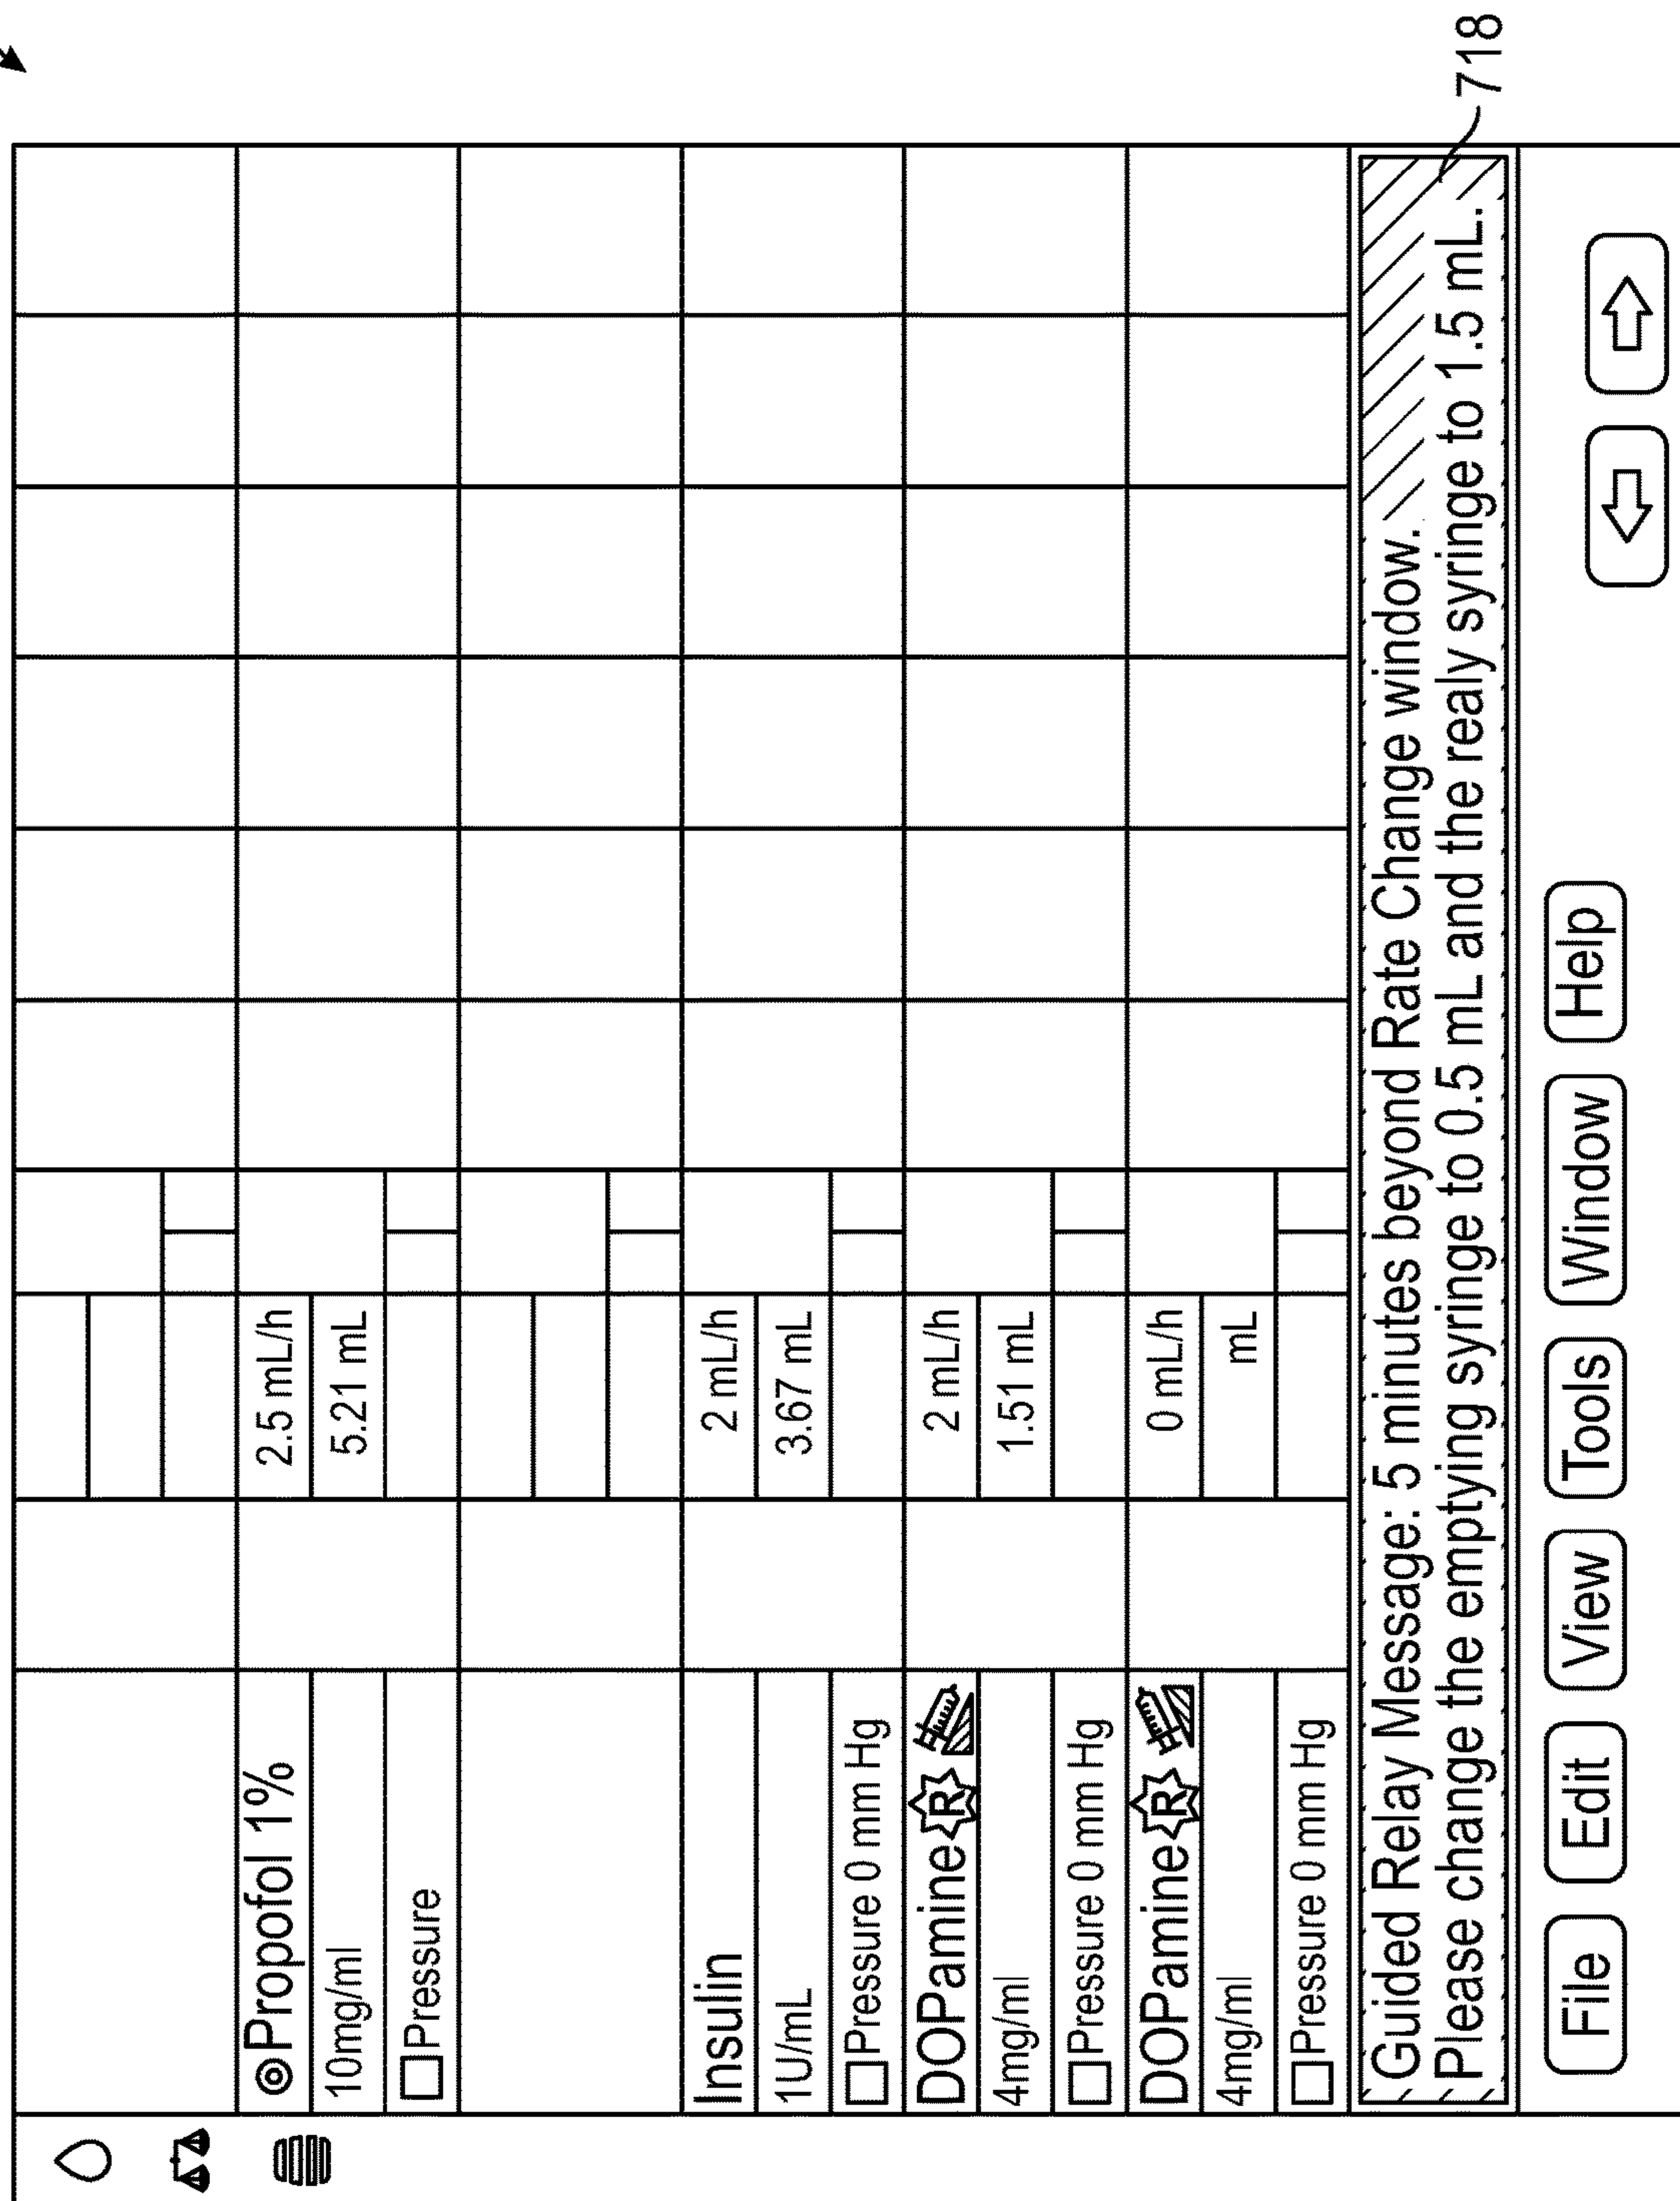 ◎Propofol 1%
2.5 mL/h
10mg/ml
5.21 mL
☐Pressure
Insulin
2 mL/h
1U/mL
3.67 mL
☐Pressure 0 mm Hg
DOPamine R
2 mL/h
4mg/ml
1.51 mL
☐Pressure 0 mm Hg
DOPamine R
0 mL/h
4mg/ml
mL
☐Pressure 0 mm Hg
Guided Relay Message: 5 minutes beyond Rate Change window.
Please change the emptying syringe to 0.5 mL and the realy syringe to 1.5 mL.
718
File Edit View Tools Window Help